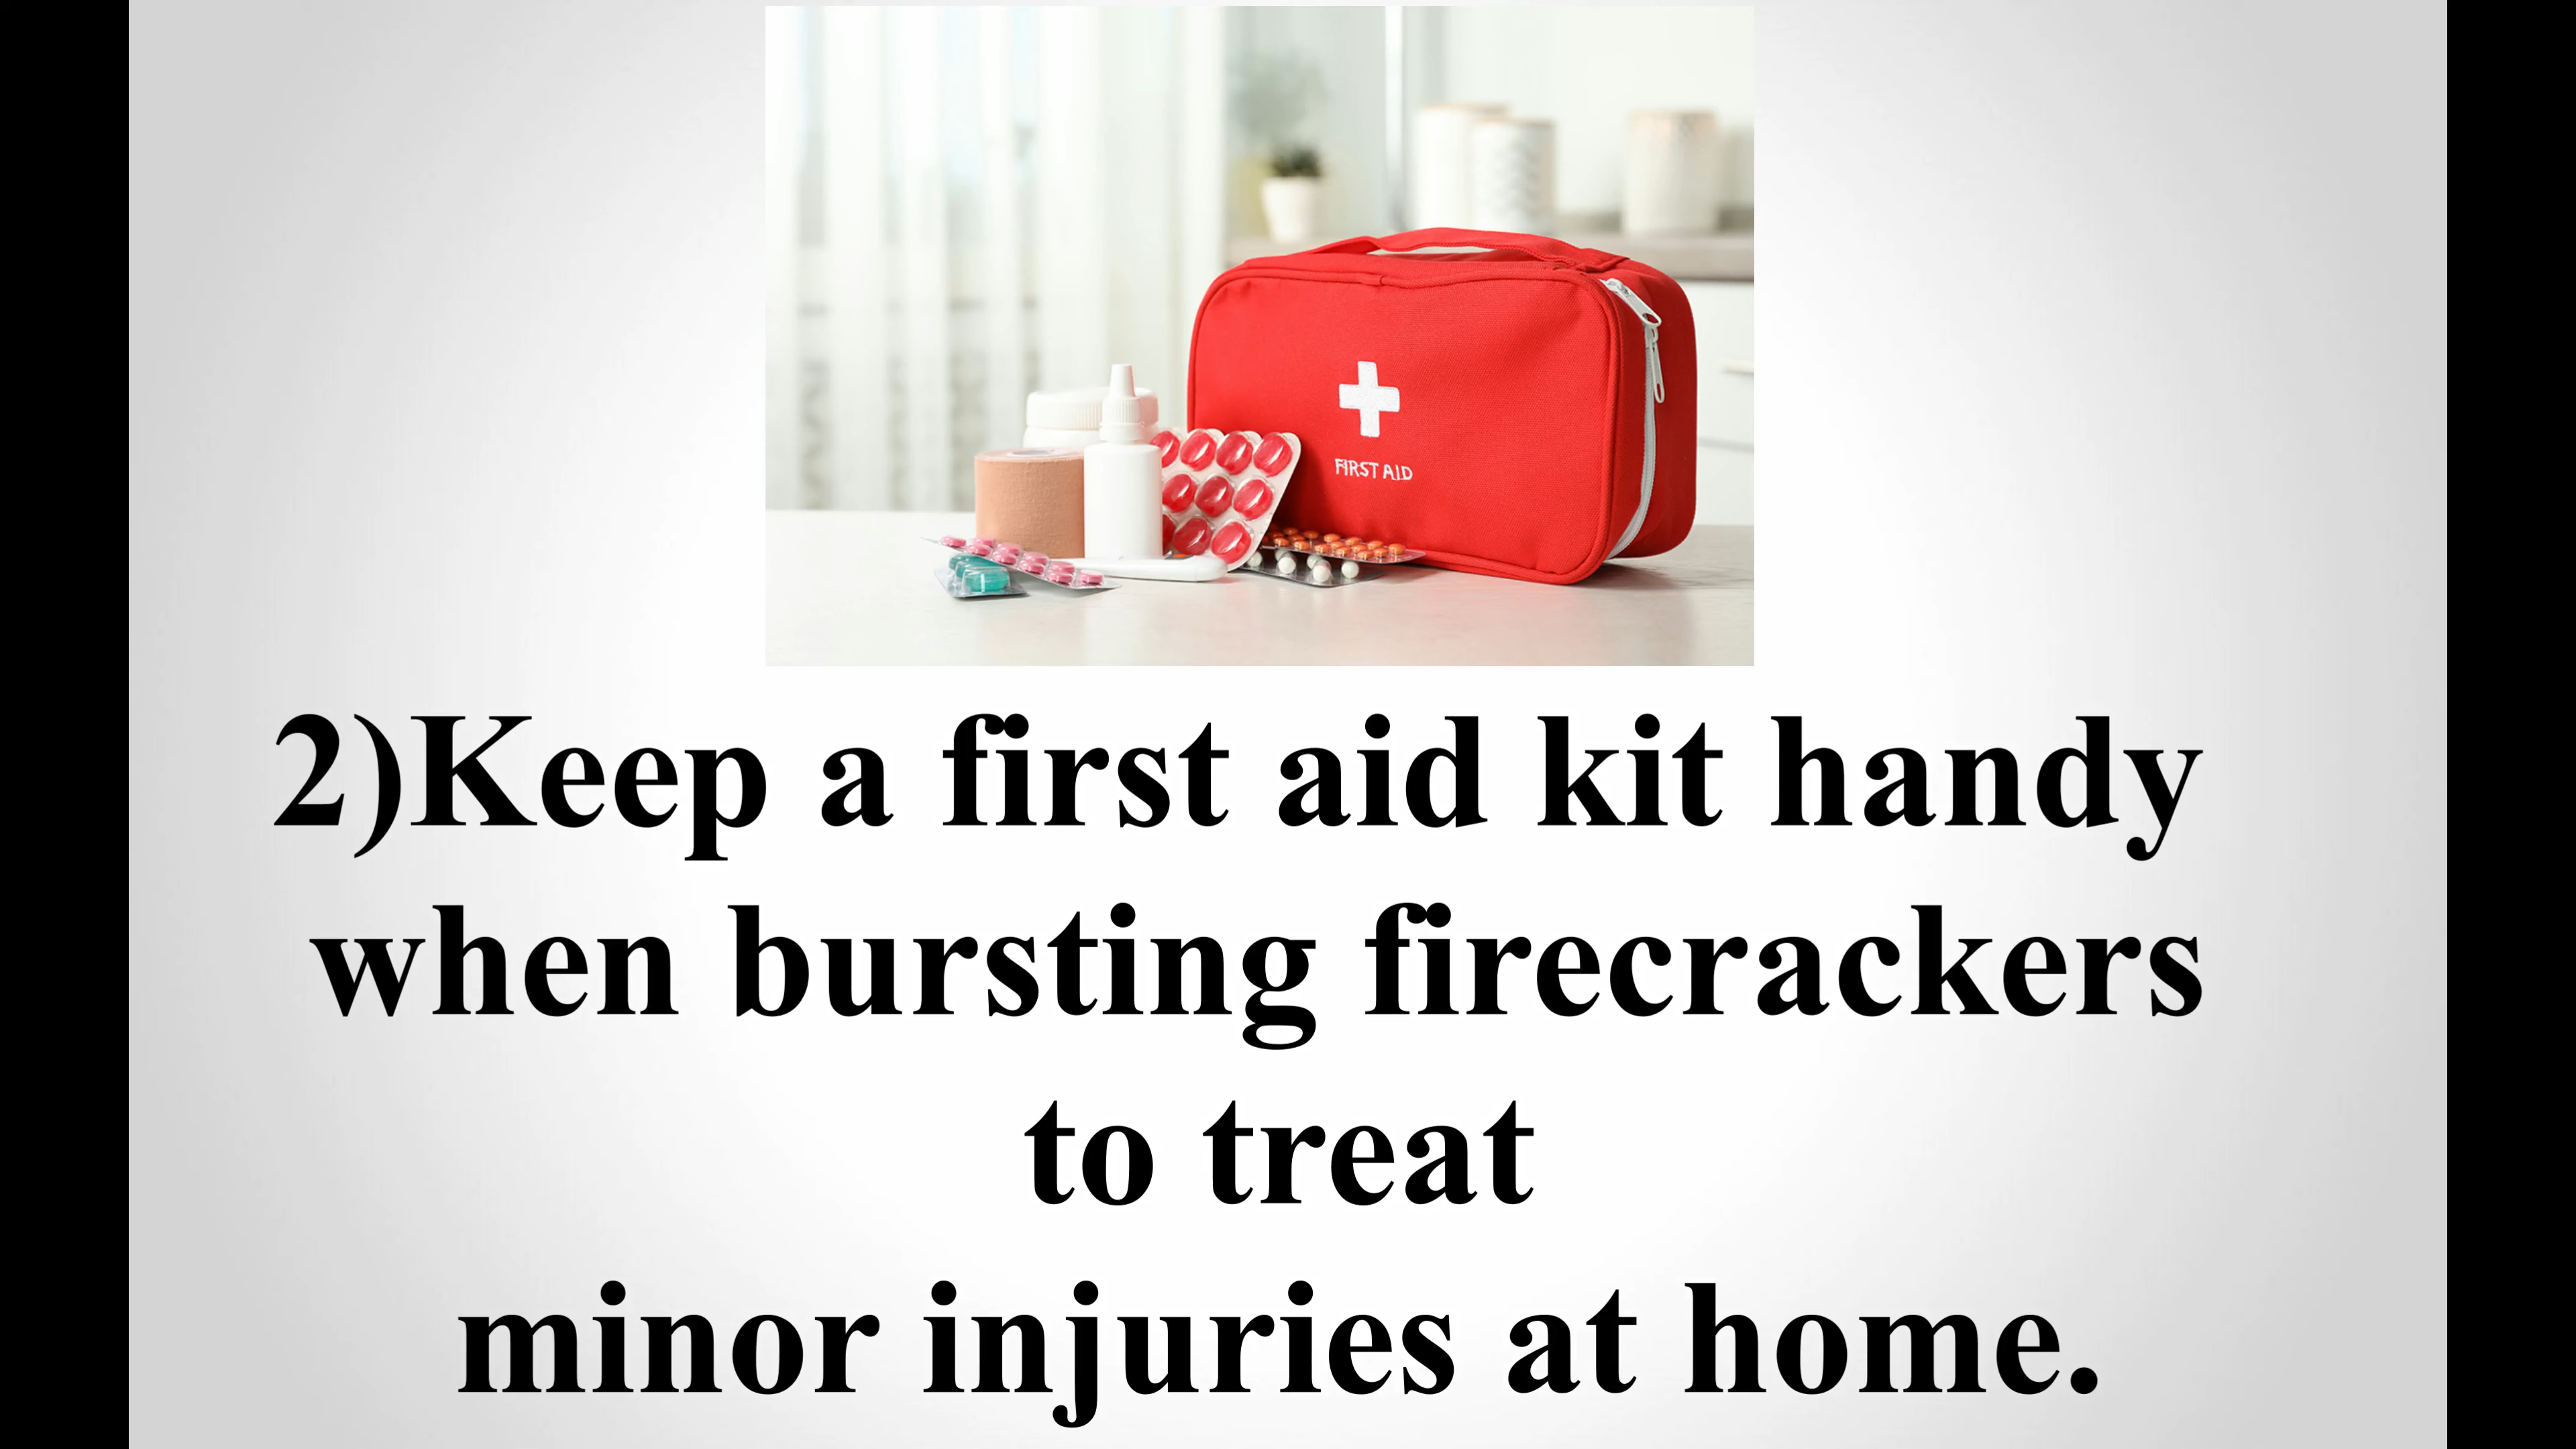 FIRST AID
2)Keep a first aid kit handy
when bursting firecrackers
to treat
minor injuries at home.